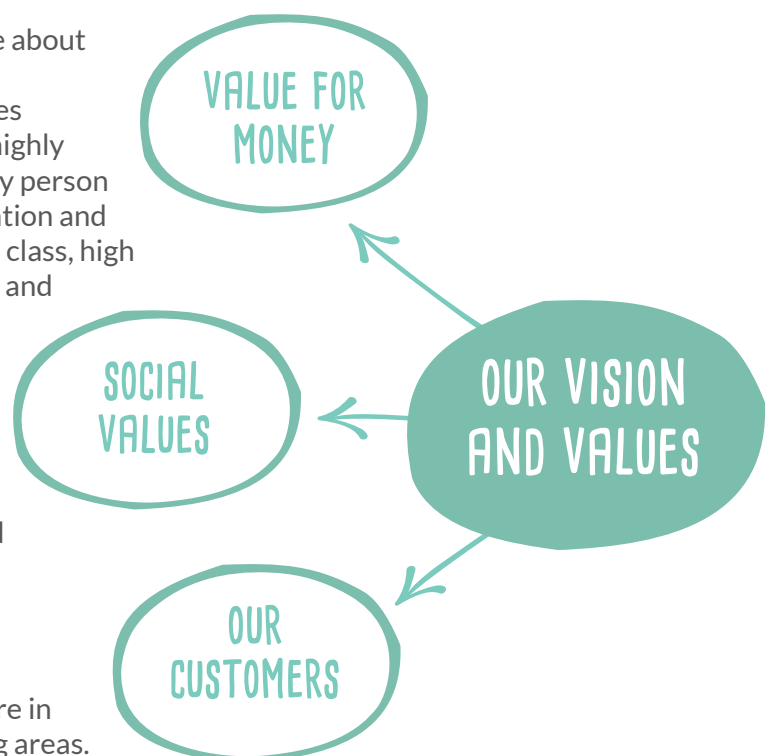 e about
es
highly
y person
tion and
class, high
and
re in
g areas.
VALUE FOR
MONEY
SOCIAL
VALUES
OUR
CUSTOMERS
OUR VISION
AND VALUES